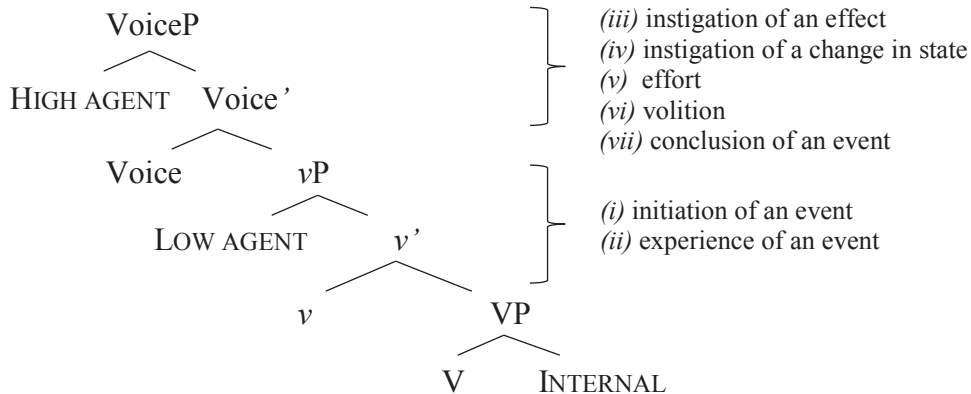 VoiceP
(iii) instigation of an effect
(iv) instigation of a change in state
HIGH AGENT Voice’
(v) effort
(vi) volition
(vii) conclusion of an event
Voice vP
(i) initiation of an event
LOW AGENT v’
(ii) experience of an event
v VP
V INTERNAL